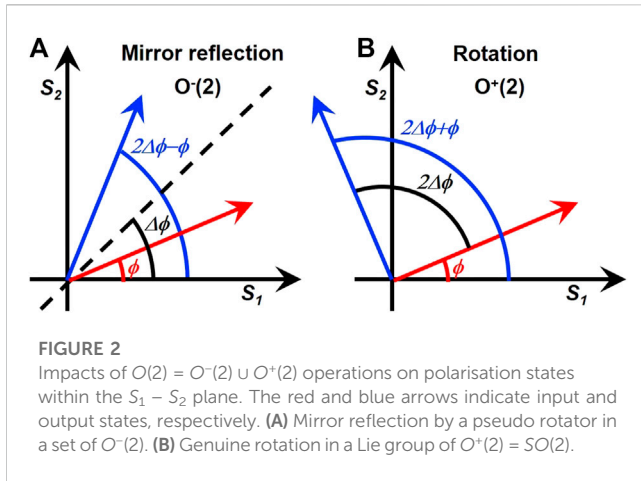 A
Mirror reflection
O⁻(2)
S₂
2Δϕ−ϕ
Δϕ
ϕ
S₁
B
Rotation
O⁺(2)
S₂
2Δϕ+ϕ
2Δϕ
ϕ
S₁
FIGURE 2
Impacts of O(2) = O⁻(2) ∪ O⁺(2) operations on polarisation states
within the S₁ – S₂ plane. The red and blue arrows indicate input and
output states, respectively. (A) Mirror reflection by a pseudo rotator in
a set of O⁻(2). (B) Genuine rotation in a Lie group of O⁺(2) = SO(2).